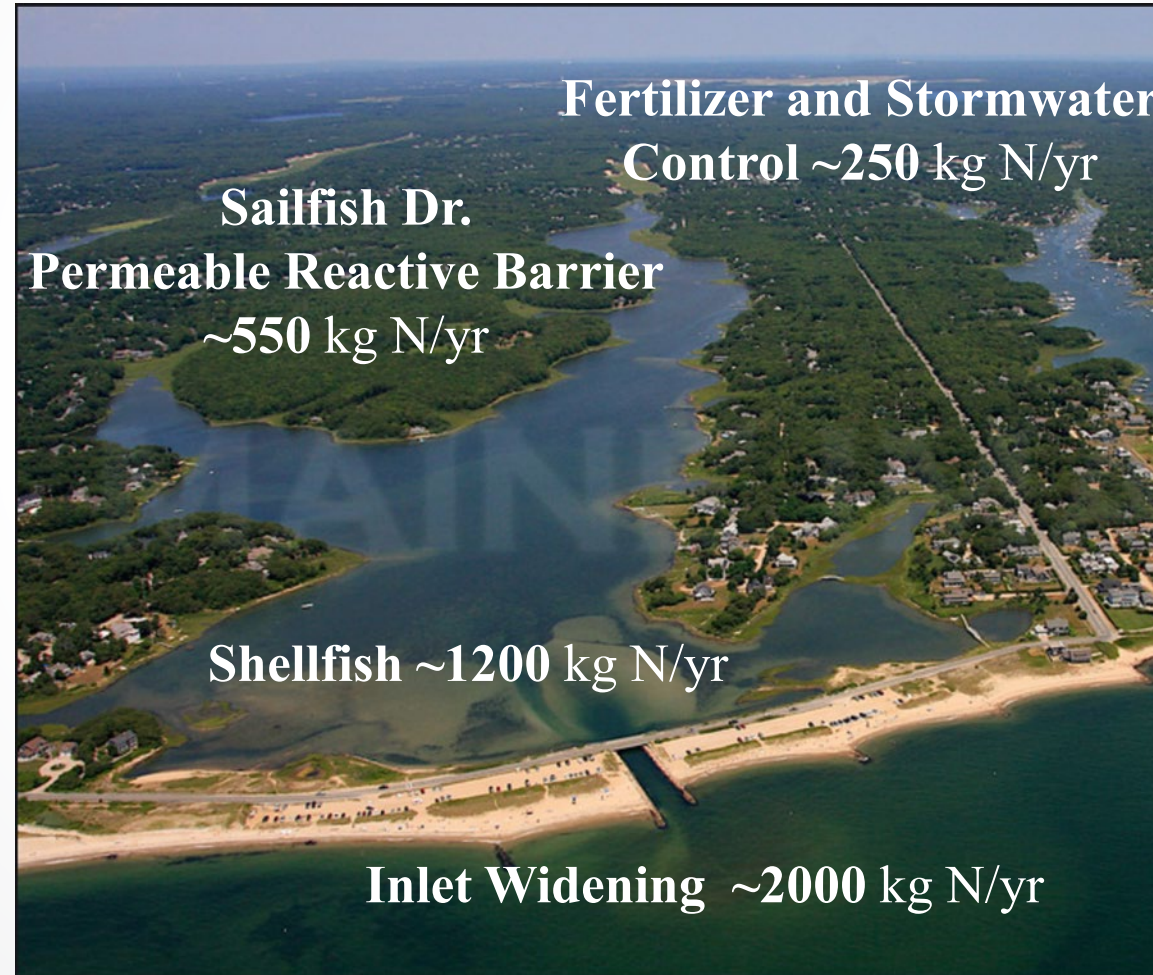 Fertilizer and Stormwater
Control ~250 kg N/yr
Sailfish Dr.
Permeable Reactive Barrier
~550 kg N/yr
Shellfish ~1200 kg N/yr
Inlet Widening ~2000 kg N/yr